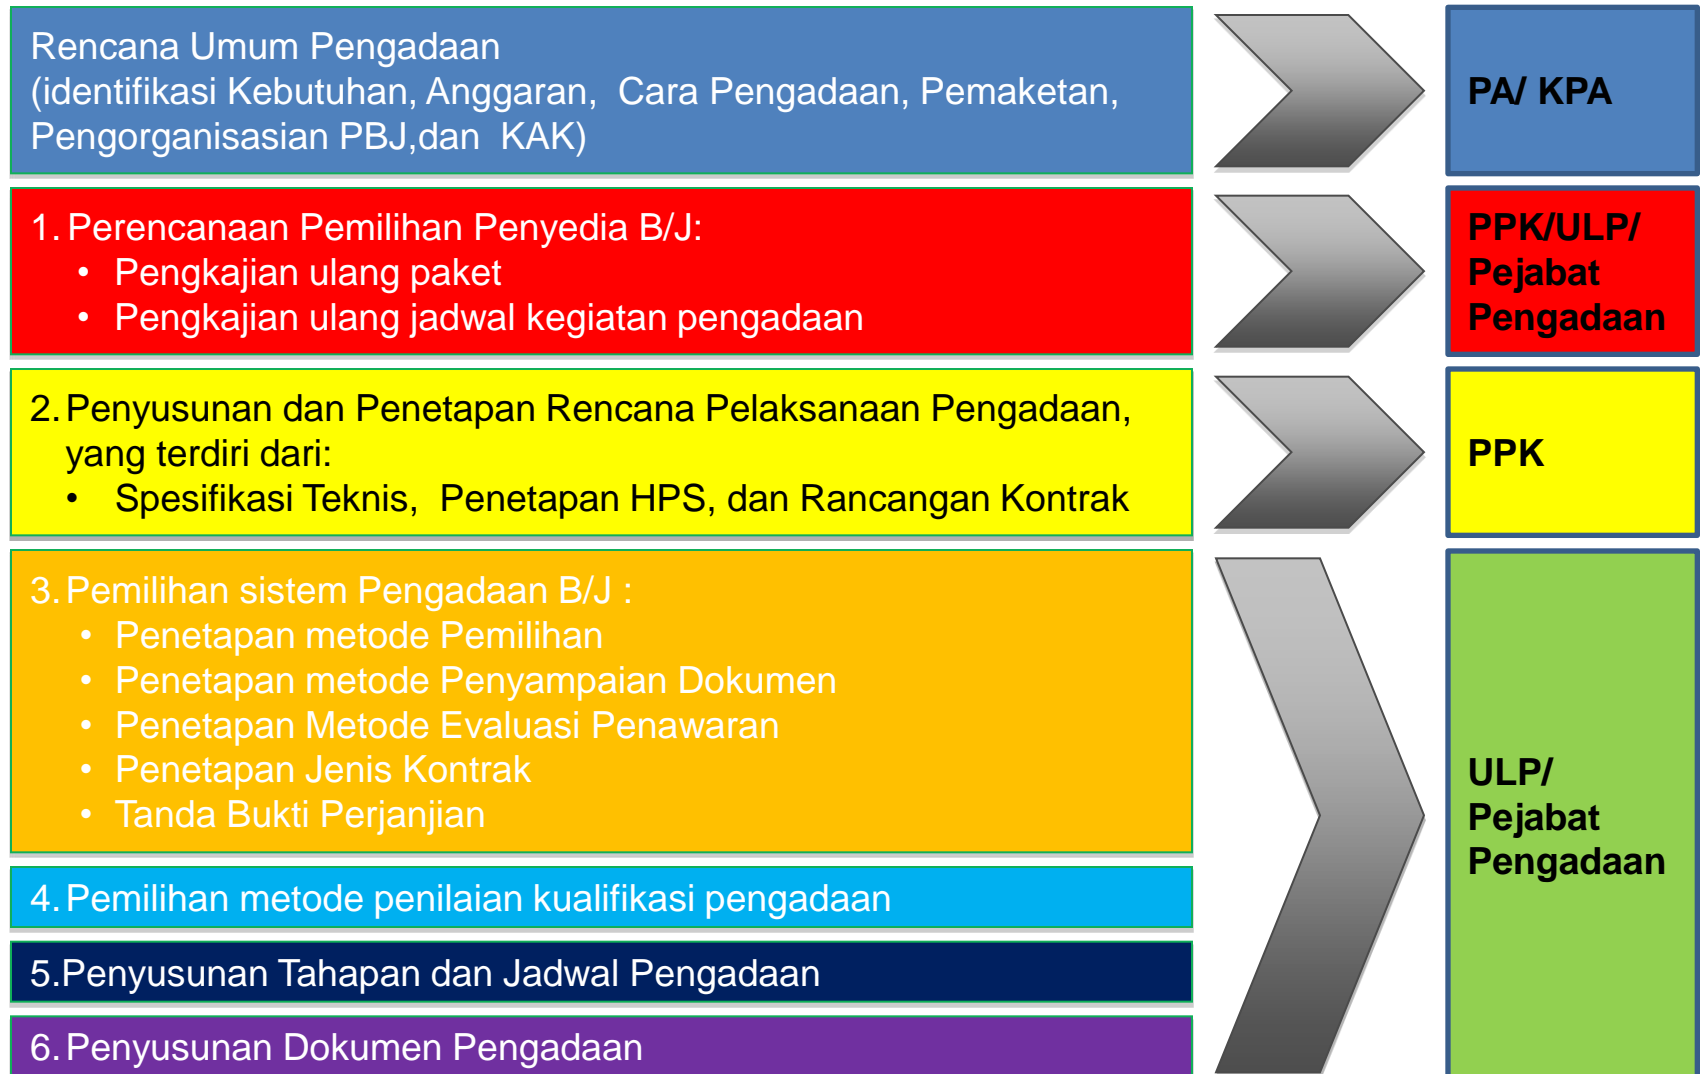 Rencana Umum Pengadaan
(identifikasi Kebutuhan, Anggaran, Cara Pengadaan, Pemaketan,
Pengorganisasian PBJ,dan KAK)
PA/ KPA
1. Perencanaan Pemilihan Penyedia B/J:
• Pengkajian ulang paket
• Pengkajian ulang jadwal kegiatan pengadaan
PPK/ULP/
Pejabat
Pengadaan
2. Penyusunan dan Penetapan Rencana Pelaksanaan Pengadaan,
yang terdiri dari:
• Spesifikasi Teknis, Penetapan HPS, dan Rancangan Kontrak
PPK
3. Pemilihan sistem Pengadaan B/J :
• Penetapan metode Pemilihan
• Penetapan metode Penyampaian Dokumen
• Penetapan Metode Evaluasi Penawaran
• Penetapan Jenis Kontrak
• Tanda Bukti Perjanjian
4. Pemilihan metode penilaian kualifikasi pengadaan
5.Penyusunan Tahapan dan Jadwal Pengadaan
6. Penyusunan Dokumen Pengadaan
ULP/
Pejabat
Pengadaan